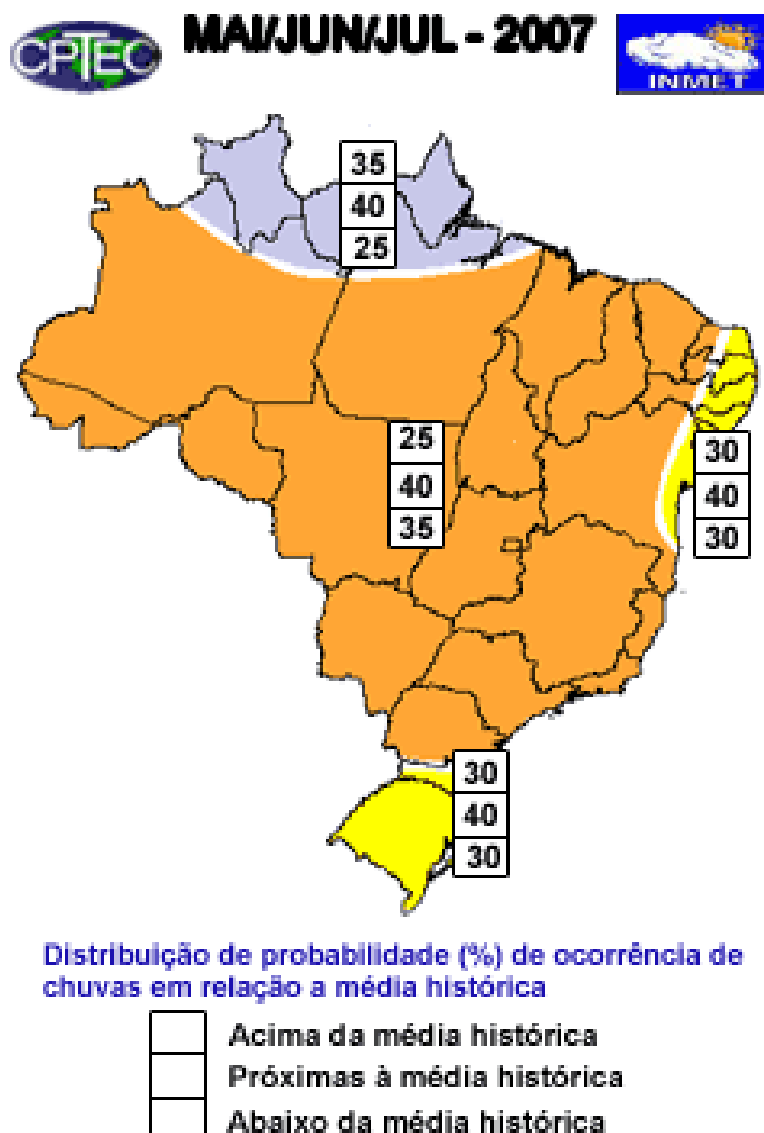 CPTEC
MAI/JUN/JUL - 2007
INMET
35
40
25
25
40
35
30
40
30
30
40
30
Distribuição de probabilidade (%) de ocorrência de
chuvas em relação a média histórica
Acima da média histórica
Próximas à média histórica
Abaixo da média histórica